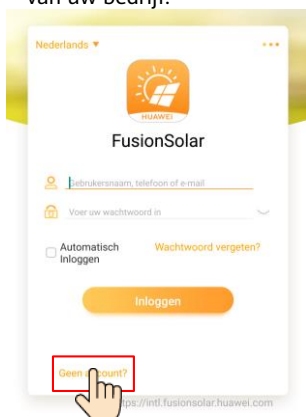 van uw bedrijf.
Nederlands ▼
HUAWEI
FusionSolar
Gebruikersnaam, telefoon of e-mail
Voer uw wachtwoord in
Automatisch Inloggen
Wachtwoord vergeten?
Inloggen
Geen account?
https://intl.fusionsolar.huawei.com